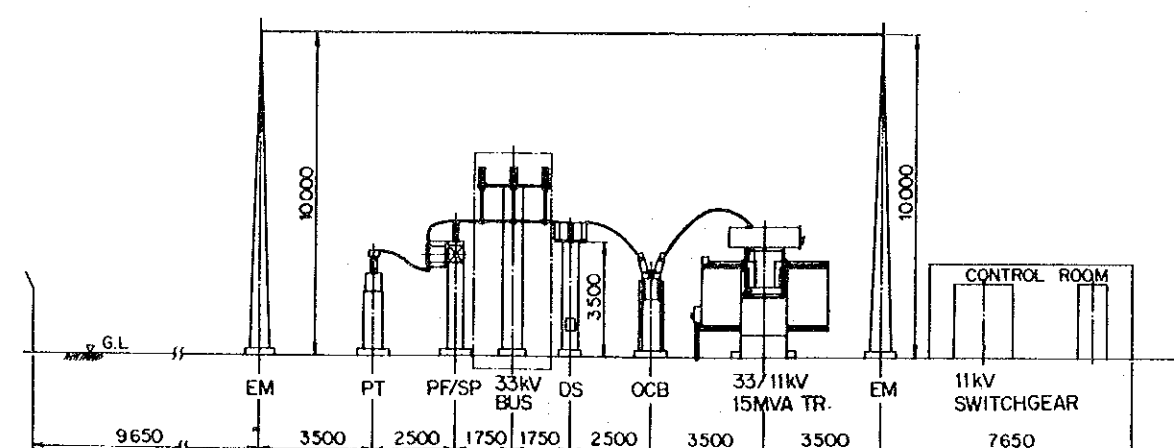 10000
10000
3500
CONTROL ROOM
G.L
EM
PT
PF/SP
33kV
BUS
DS
OCB
33/11kV
15MVA TR.
EM
11kV
SWITCHGEAR
9650
3500
2500
1750
1750
2500
3500
3500
7650